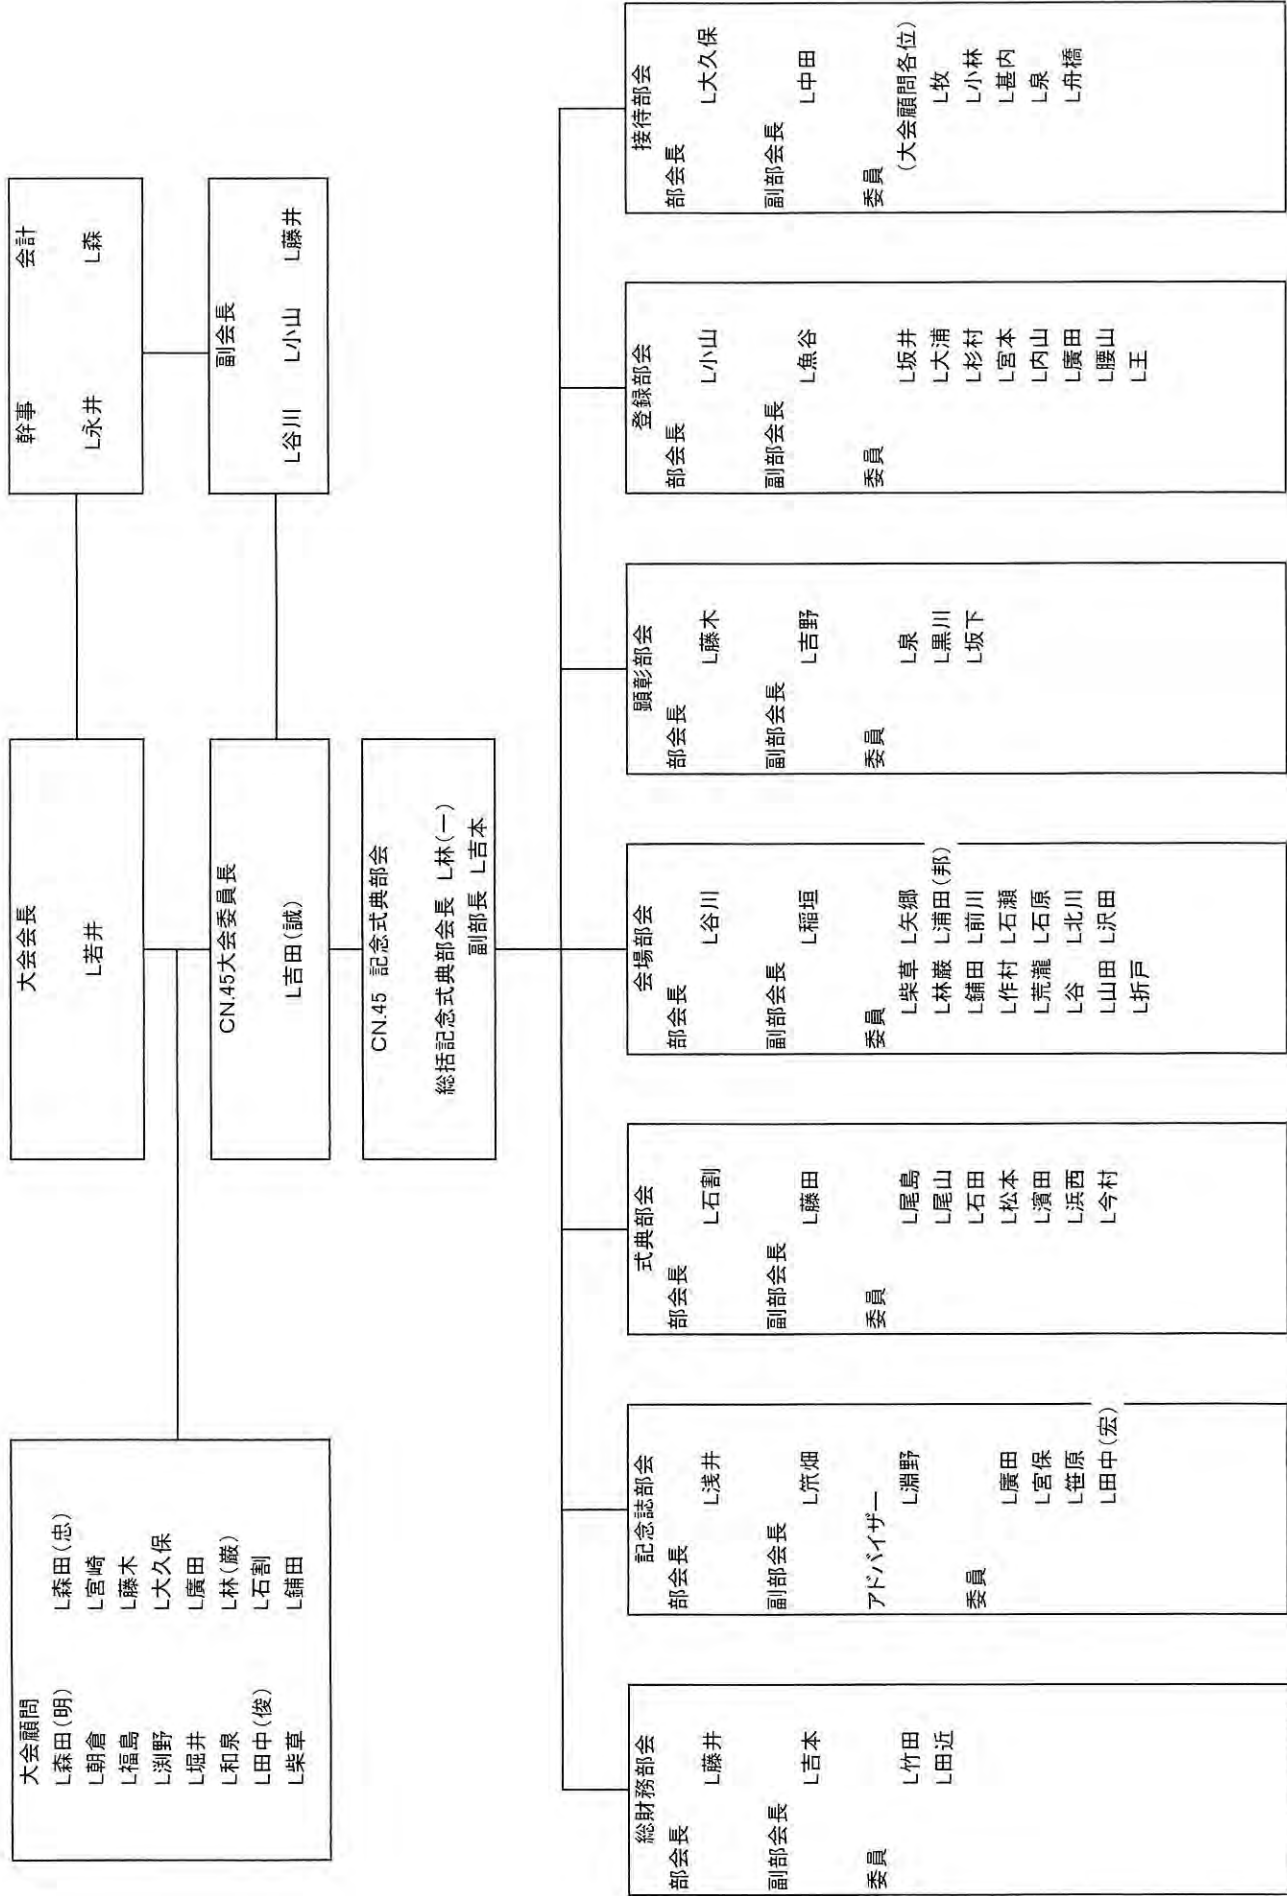 大会顧問
L森田(明) L森田(忠)
L朝倉 L宮崎
L福島 L藤木
L渕野 L大久保
L堀井 L廣田
L和泉 L林(巌)
L田中(俊) L石割
L柴草 L鋪田
大会会長
L若井
幹事 会計
L永井 L森
CN.45大会委員長
L吉田(誠)
副会長
L谷川 L小山 L藤井
CN.45 記念式典部会
総括記念式典部会長 L林(一)
副部長 L吉本
総財務部会
部会長
L藤井
副部会長
L吉本
委員
L竹田
L田近
記念誌部会
部会長
L浅井
副部会長
L笊畑
アドバイザー
L淵野
委員
L廣田
L宮保
L笹原
L田中(宏)
式典部会
部会長
L石割
副部会長
L藤田
委員
L尾島
L尾山
L石田
L松本
L濱田
L浜西
L今村
会場部会
部会長
L谷川
副部会長
L稲垣
委員
L柴草 L矢郷
L林巌 L浦田(邦)
L鋪田 L前川
L作村 L石瀬
L荒瀧 L石原
L谷 L北川
L山田 L沢田
L折戸
顕彰部会
部会長
L藤木
副部会長
L吉野
委員
L泉
L黒川
L坂下
登録部会
部会長
L小山
副部会長
L魚谷
委員
L坂井
L大浦
L杉村
L宮本
L内山
L廣田
L腰山
L王
接待部会
部会長
L大久保
副部会長
L中田
委員
(大会顧問各位)
L牧
L小林
L甚内
L泉
L舟橋